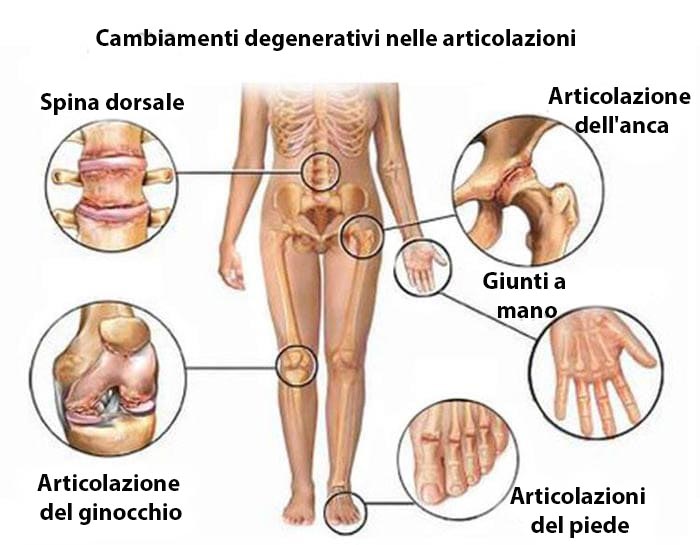 Cambiamenti degenerativi nelle articolazioni
Spina dorsale
Articolazione
dell'anca
Giunti a
mano
Articolazione
del ginocchio
Articolazioni
del piede